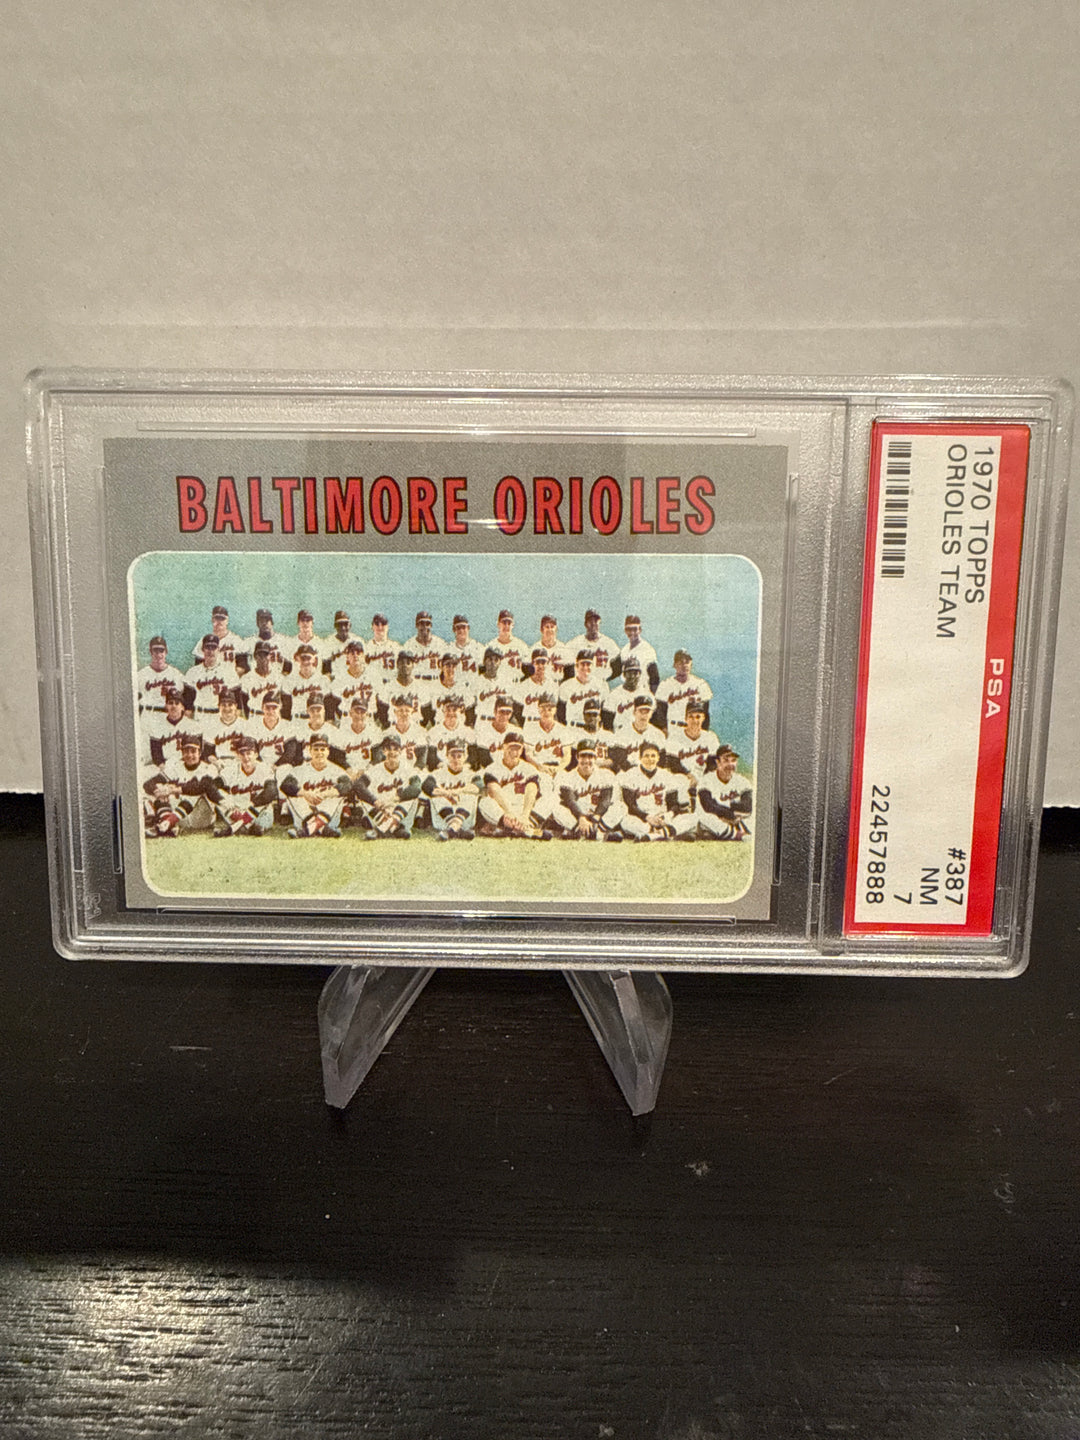 BALTIMORE ORIOLES
1970 TOPPS
ORIOLES TEAM
PSA
#387
NM
7
22457888